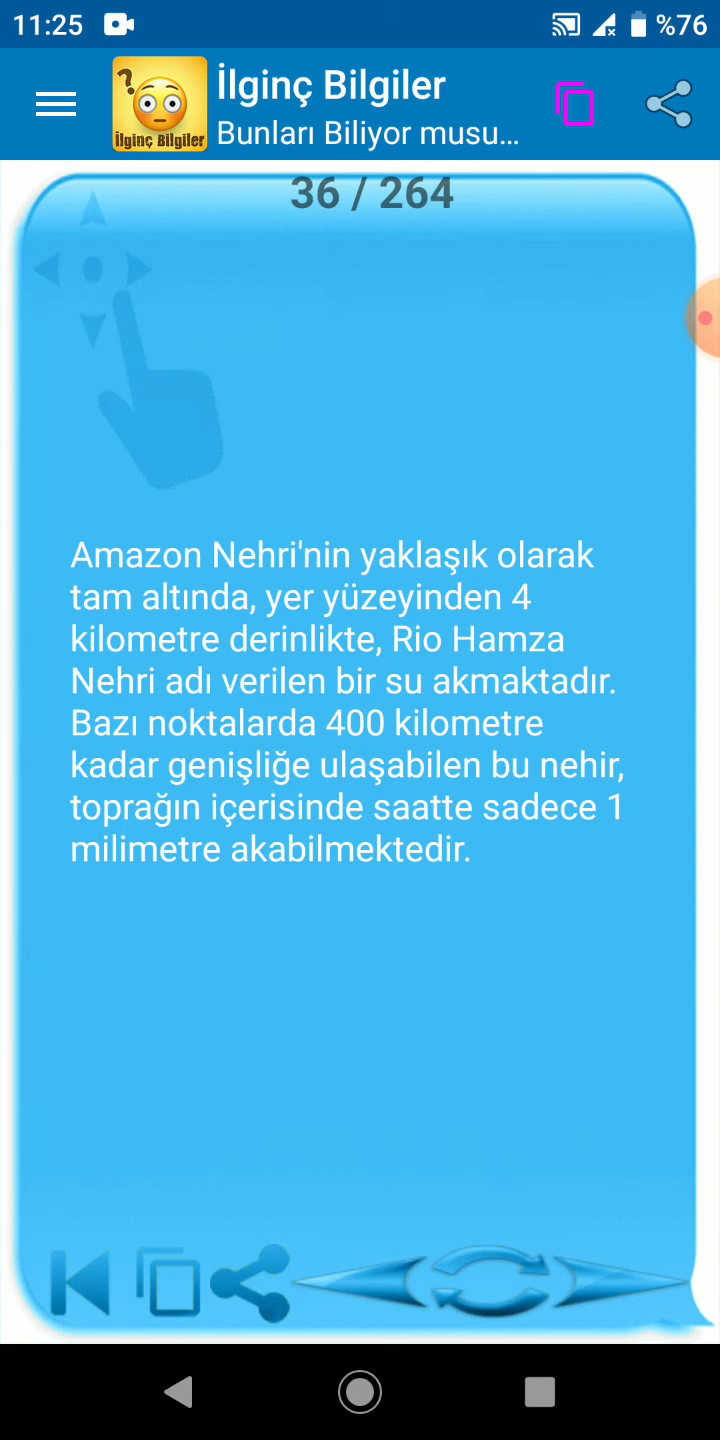 11:25
%76
?
İlginç Bilgiler
İlginç Bilgiler
Bunları Biliyor musu...
36 / 264
Amazon Nehri'nin yaklaşık olarak
tam altında, yer yüzeyinden 4
kilometre derinlikte, Rio Hamza
Nehri adı verilen bir su akmaktadır.
Bazı noktalarda 400 kilometre
kadar genişliğe ulaşabilen bu nehir,
toprağın içerisinde saatte sadece 1
milimetre akabilmektedir.